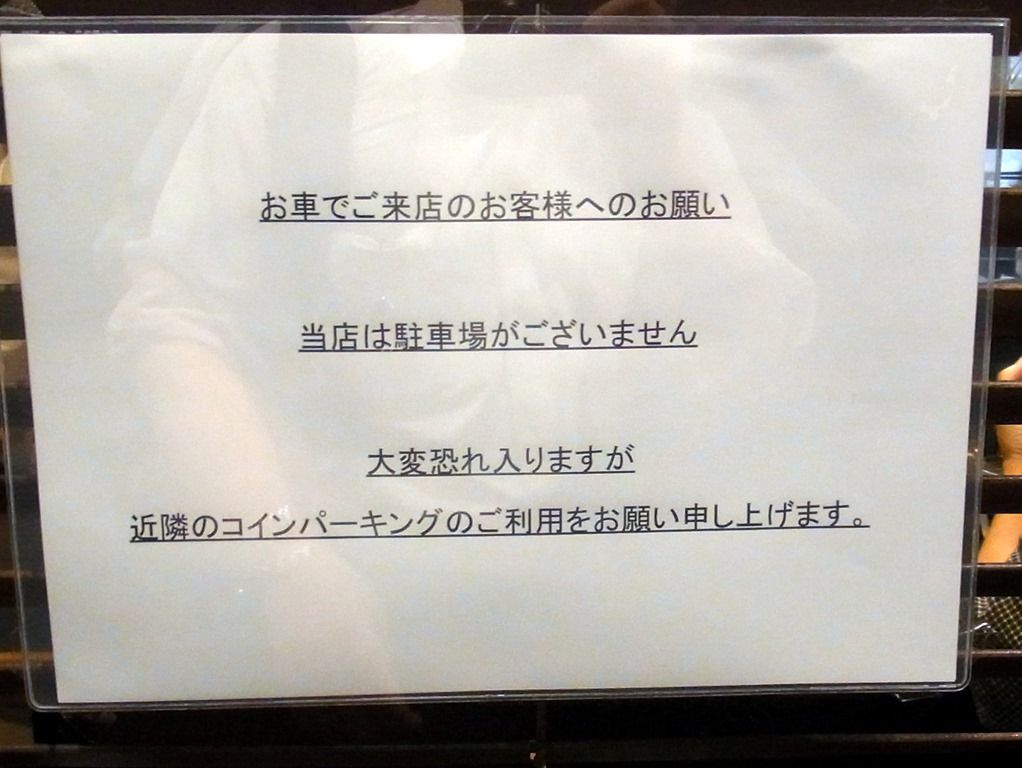 お車でご来店のお客様へのお願い
当店は駐車場がございません
大変恐れ入りますが
近隣のコインパーキングのご利用をお願い申し上げます。